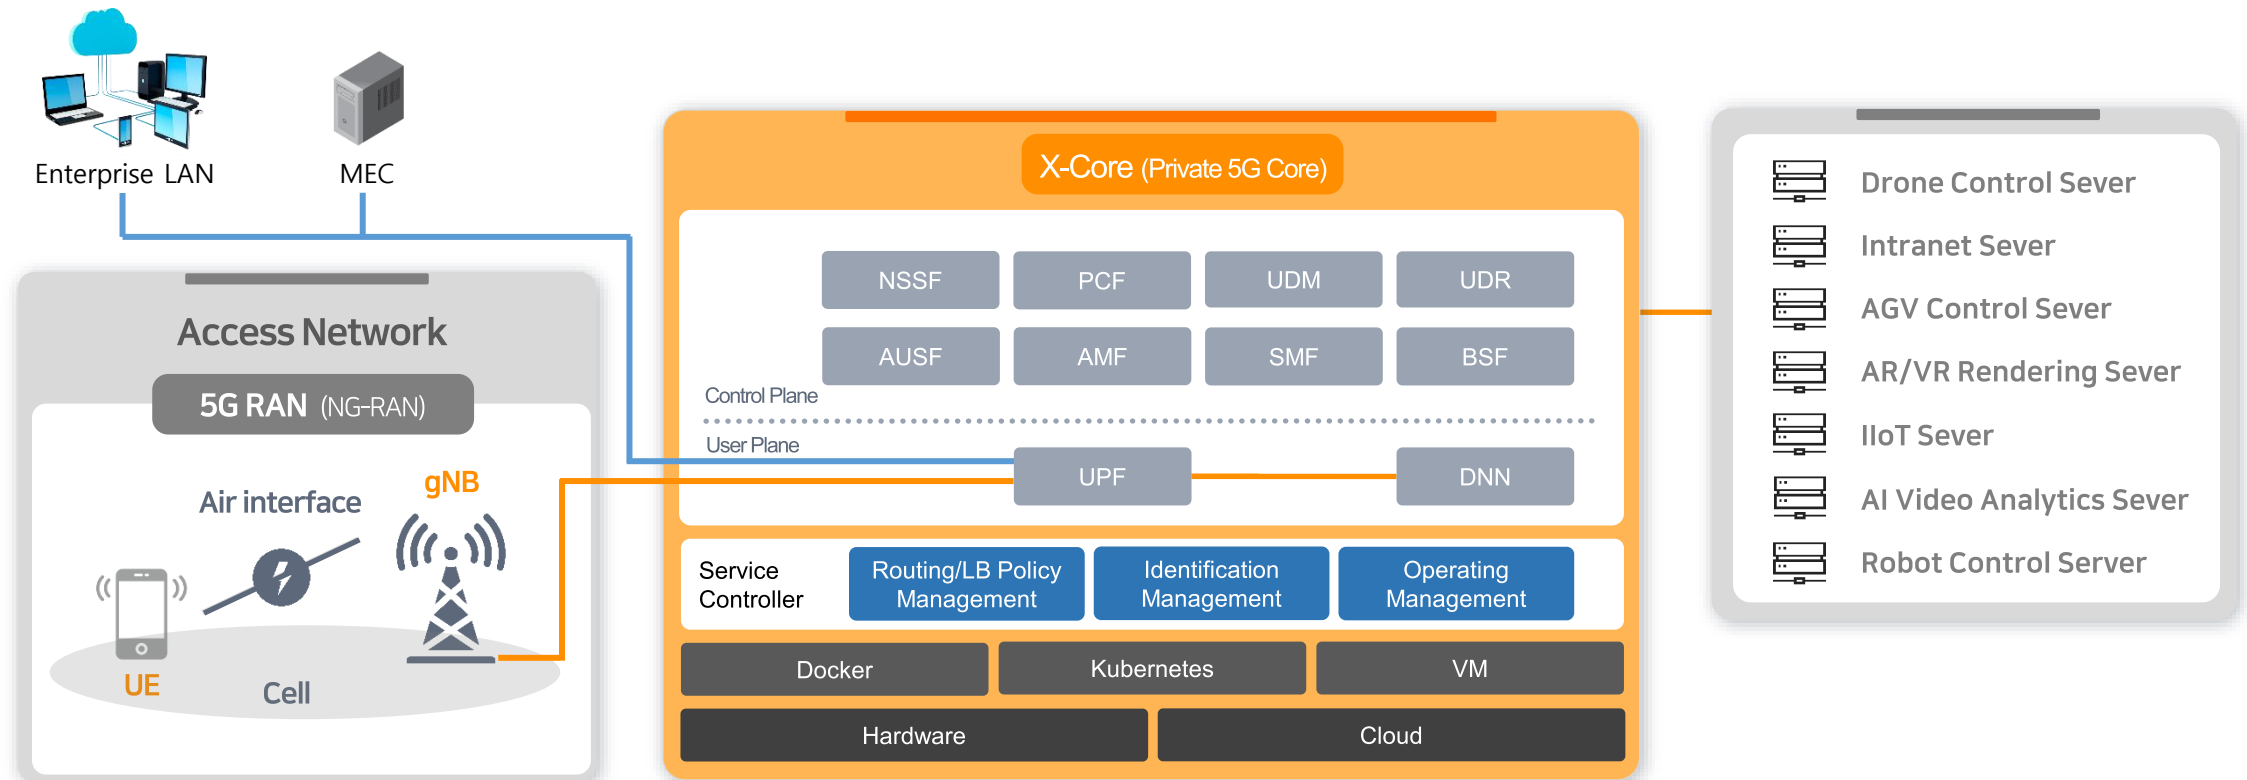 Enterprise LAN
MEC
Access Network
5G RAN (NG-RAN)
gNB
Air interface
UE
Cell
X-Core (Private 5G Core)
NSSF
PCF
UDM
UDR
AUSF
AMF
SMF
BSF
Control Plane
User Plane
UPF
DNN
Service
Controller
Routing/LB Policy
Management
Identification
Management
Operating
Management
Docker
Kubernetes
VM
Hardware
Cloud
Drone Control Sever
Intranet Sever
AGV Control Sever
AR/VR Rendering Sever
IIoT Sever
AI Video Analytics Sever
Robot Control Server